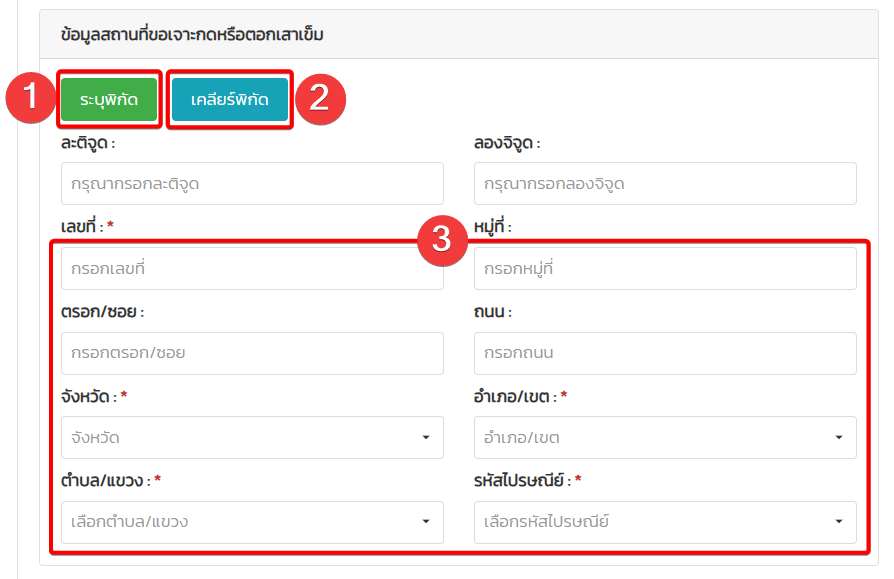 ข้อมูลสถานที่ขอเจาะกดหรือตอกเสาเข็ม
1 ระบุพิกัด เคลียร์พิกัด 2
ละติจูด : ลองจิจูด :
กรุณากรอกละติจูด กรุณากรอกลองจิจูด
เลขที่ : * 3 หมู่ที่ :
กรอกเลขที่ กรอกหมู่ที่
ตรอก/ซอย : ถนน :
กรอกตรอก/ซอย กรอกถนน
จังหวัด : * อำเภอ/เขต : *
จังหวัด อำเภอ/เขต
ตำบล/แขวง : * รหัสไปรษณีย์ : *
เลือกตำบล/แขวง เลือกรหัสไปรษณีย์